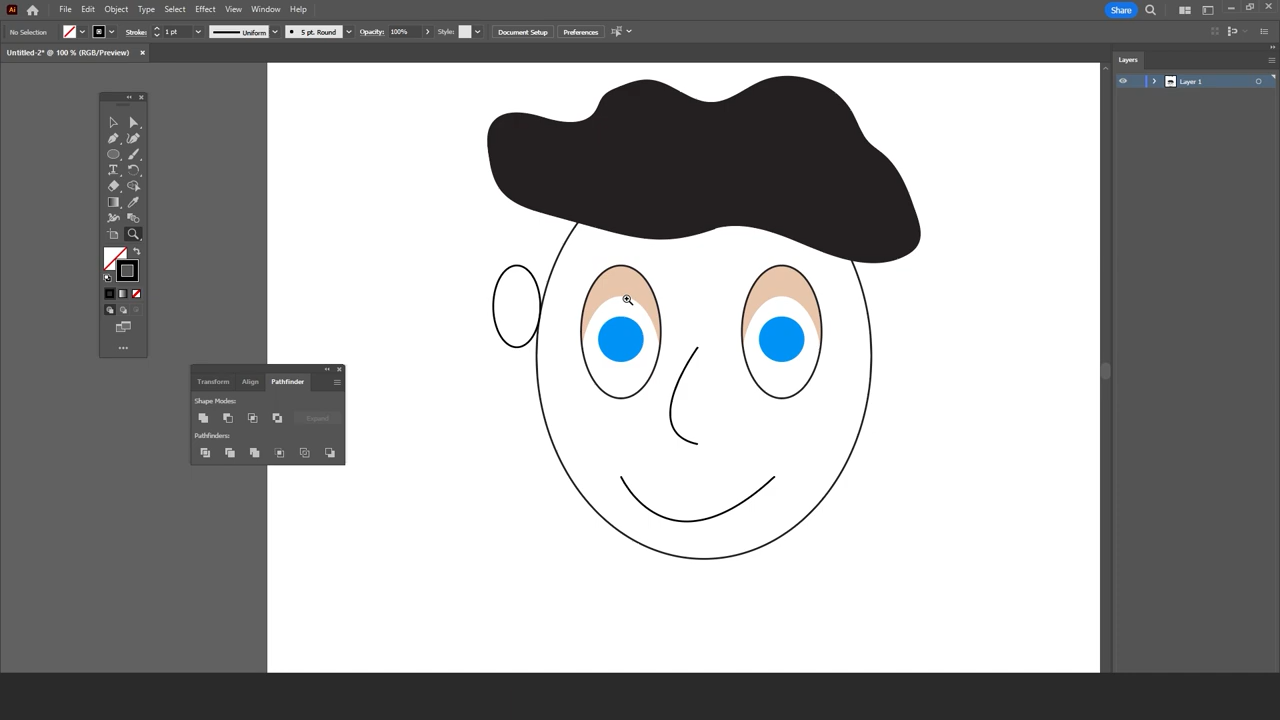 Ai File Edit Object Type Select Effect View Window Help Share
No Selection Stroke: 1 pt Uniform 5 pt. Round Opacity: 100% Style: Document Setup Preferences
Untitled-2* @ 100 % (RGB/Preview)
Layers
Layer 1
Transform Align Pathfinder
Shape Modes:
Expand
Pathfinders: